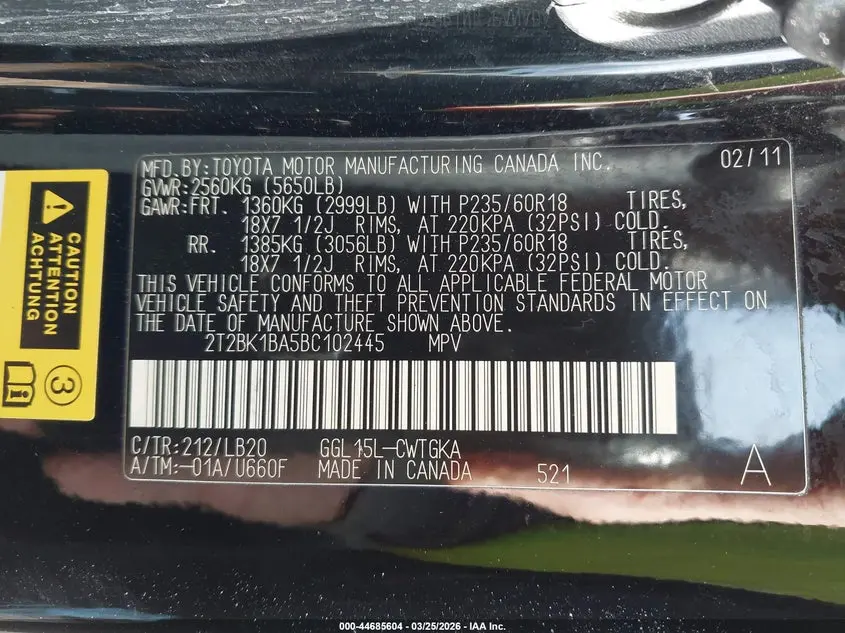 MFD.BY:TOYOTA MOTOR MANUFACTURING CANADA INC. 02/11
GVWR:2560KG (5650LB)
GAWR:FRT. 1360KG (2999LB) WITH P235/60R18 TIRES,
18X7 1/2J RIMS, AT 220KPA (32PSI) COLD.
RR. 1385KG (3056LB) WITH P235/60R18 TIRES,
18X7 1/2J RIMS, AT 220KPA (32PSI) COLD.
THIS VEHICLE CONFORMS TO ALL APPLICABLE FEDERAL MOTOR
VEHICLE SAFETY AND THEFT PREVENTION STANDARDS IN EFFECT ON
THE DATE OF MANUFACTURE SHOWN ABOVE.
2T2BK1BA5BC102445 MPV
C/TR:212/LB20 GGL15L-CWTGKA
A/TM:-01A/U660F MADE IN CANADA 521 A
CAUTION
ATTENTION
ACHTUNG
3
000-44685604 — 03/25/2026 — IAA Inc.